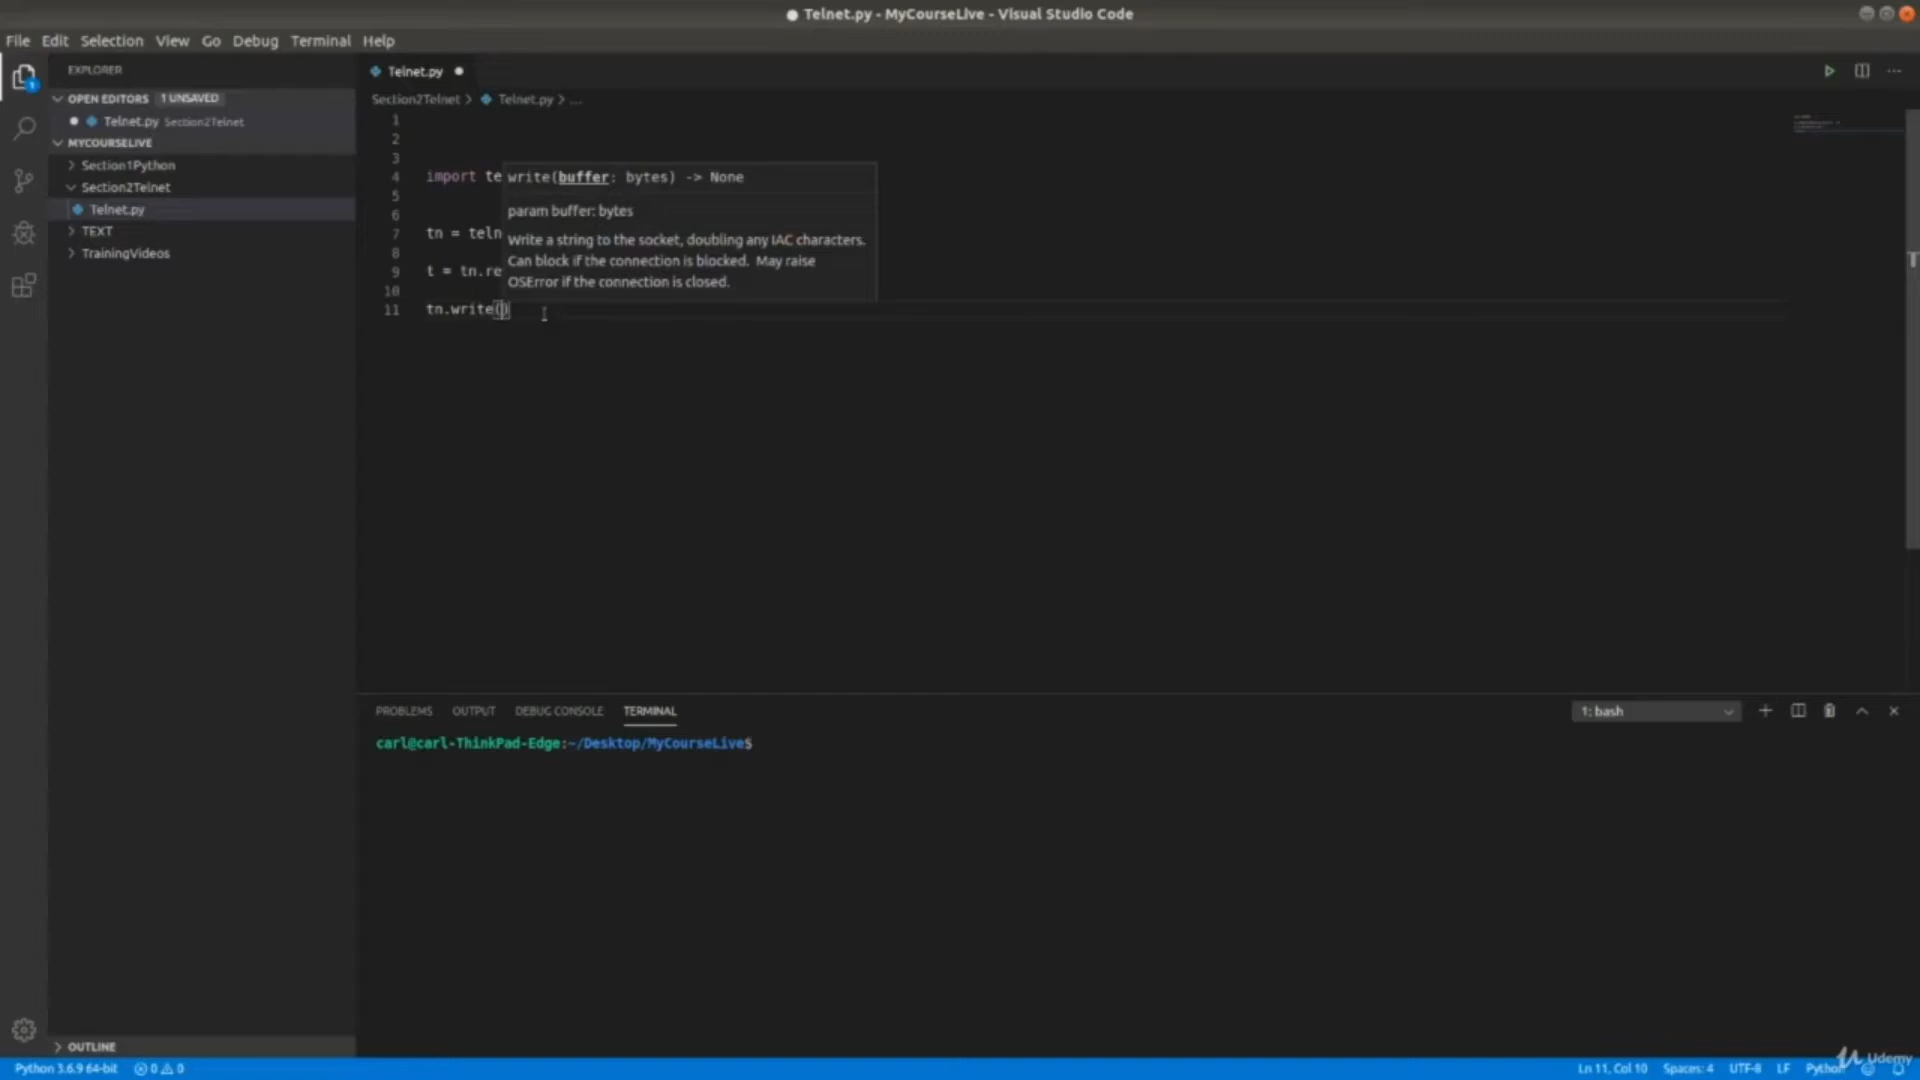 Telnet.py - MyCourseLive - Visual Studio Code
File Edit Selection View Go Debug Terminal Help
EXPLORER
Telnet.py
OPEN EDITORS 1 UNSAVED
Section2Telnet > Telnet.py > ...
Telnet.py Section2Telnet
MYCOURSELIVE
Section1Python
Section2Telnet
Telnet.py
TEXT
TrainingVideos
1
2
3
4 import te
5
6
7 tn = teln
8
9 t = tn.re
10
11 tn.write()
write(buffer: bytes) -> None
param buffer: bytes
Write a string to the socket, doubling any IAC characters.
Can block if the connection is blocked. May raise
OSError if the connection is closed.
PROBLEMS OUTPUT DEBUG CONSOLE TERMINAL
1: bash
carl@carl-ThinkPad-Edge:~/Desktop/MyCourseLive$
OUTLINE
Python 3.6.9 64-bit 0 0
Ln 11, Col 10 Spaces: 4 UTF-8 LF Python
Udemy